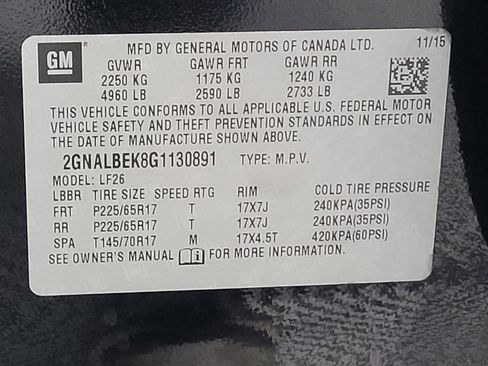 GM
MFD BY GENERAL MOTORS OF CANADA LTD. 11/15
GVWR GAWR FRT GAWR RR
2250 KG 1175 KG 1240 KG
4960 LB 2590 LB 2733 LB
THIS VEHICLE CONFORMS TO ALL APPLICABLE U.S. FEDERAL MOTOR
VEHICLE SAFETY AND THEFT PREVENTION STANDARDS IN EFFECT ON
THE DATE OF MANUFACTURE SHOWN ABOVE.
2GNALBEK8G1130891 TYPE: M.P.V.
MODEL: LF26
LBBR TIRE SIZE SPEED RTG RIM COLD TIRE PRESSURE
FRT P225/65R17 T 17X7J 240KPA(35PSI)
RR P225/65R17 T 17X7J 240KPA(35PSI)
SPA T145/70R17 M 17X4.5T 420KPA(60PSI)
SEE OWNER'S MANUAL FOR MORE INFORMATION.